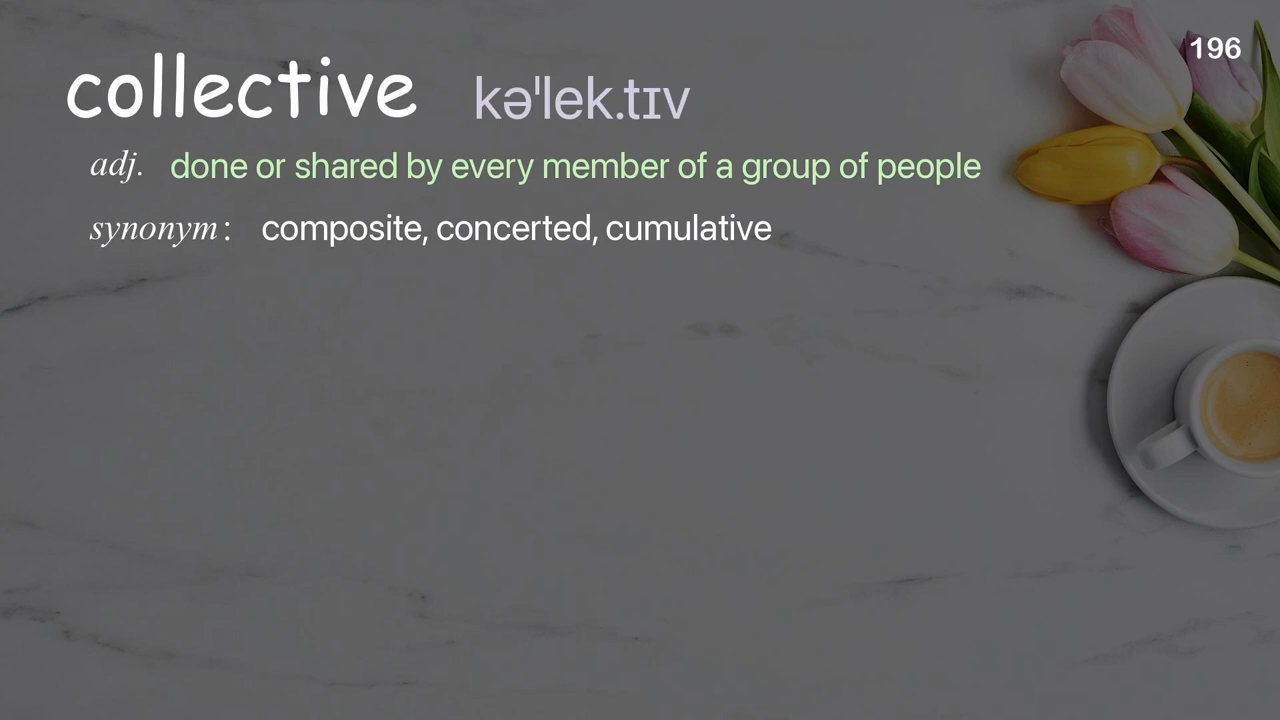 196
collective kə'lek.tɪv
adj. done or shared by every member of a group of people
synonym: composite, concerted, cumulative